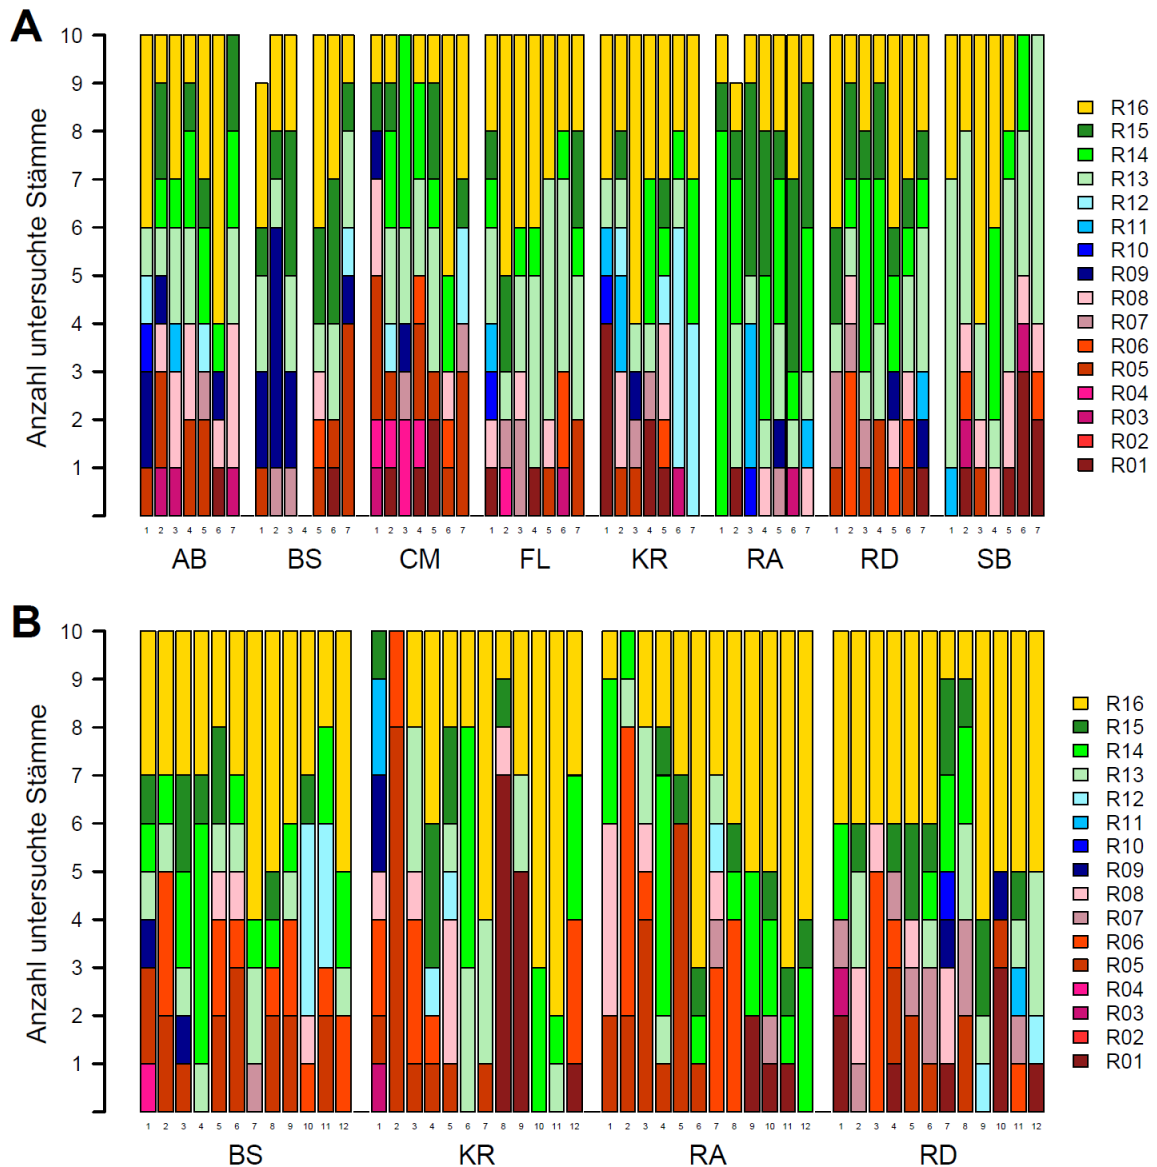 A
Anzahl untersuchte Stämme
10
9
8
7
6
5
4
3
2
1
1 2 3 4 5 6 7 1 2 3 4 5 6 7 1 2 3 4 5 6 7 1 2 3 4 5 6 7 1 2 3 4 5 6 7 1 2 3 4 5 6 7 1 2 3 4 5 6 7 1 2 3 4 5 6 7
AB BS CM FL KR RA RD SB
R16
R15
R14
R13
R12
R11
R10
R09
R08
R07
R06
R05
R04
R03
R02
R01
B
Anzahl untersuchte Stämme
10
9
8
7
6
5
4
3
2
1
1 2 3 4 5 6 7 8 9 10 11 12 1 2 3 4 5 6 7 8 9 10 11 12 1 2 3 4 5 6 7 8 9 10 11 12 1 2 3 4 5 6 7 8 9 10 11 12
BS KR RA RD
R16
R15
R14
R13
R12
R11
R10
R09
R08
R07
R06
R05
R04
R03
R02
R01